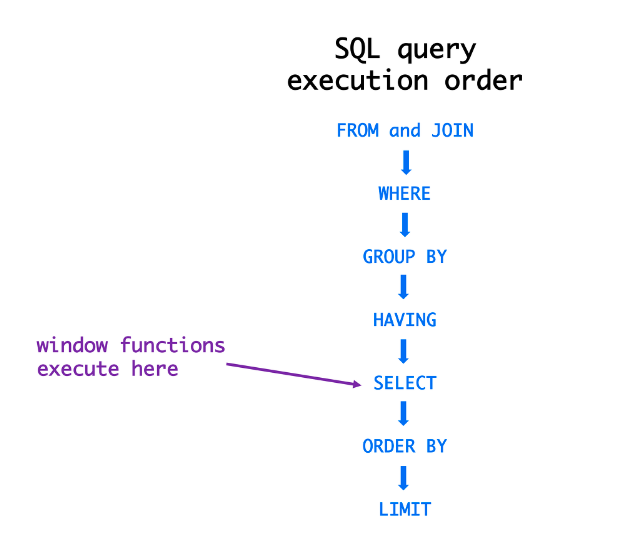 SQL query
execution order
FROM and JOIN
WHERE
GROUP BY
HAVING
window functions
execute here
SELECT
ORDER BY
LIMIT